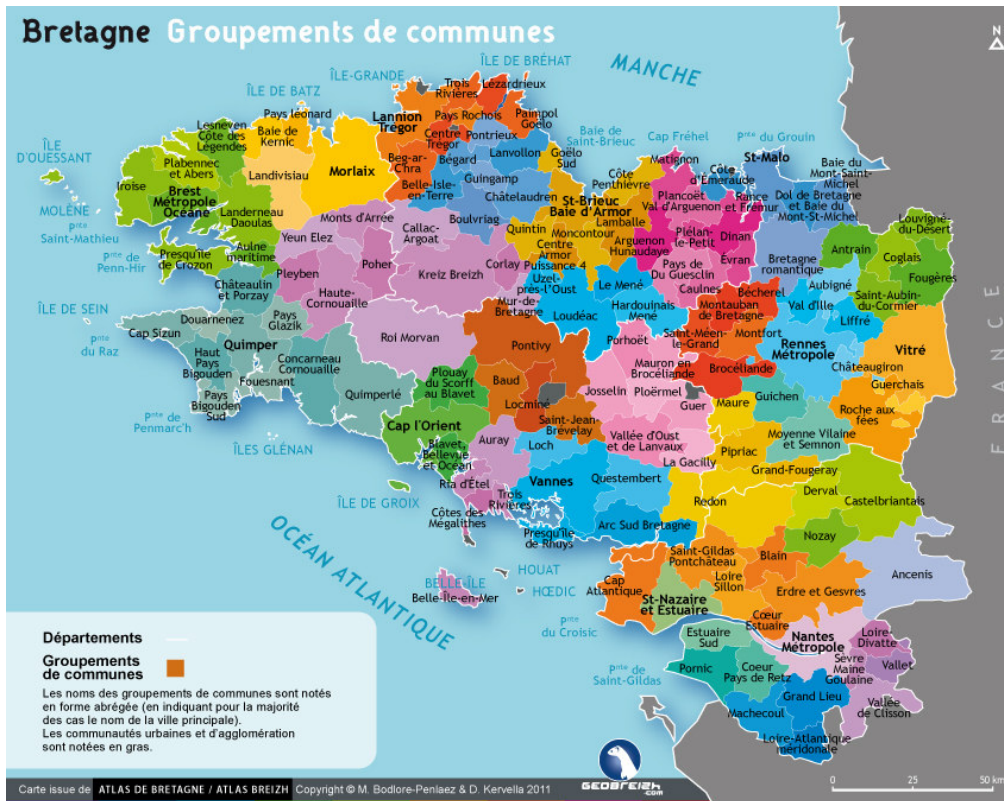 Bretagne Groupements de communes
N
MANCHE
ÎLE-GRANDE
ÎLE DE BRÉHAT
ÎLE DE BATZ
Trois
Rivières
Lézardrieux
Pays léonard
Lannion
Trégor
Pays Rochois
Paimpol
Goëlo
Lesneven
Côte des
Légendes
Baie de
Kernic
Centre
Trégor
Pontrieux
Baie de
Saint-Brieuc
Cap Fréhel
Pnte du Grouin
ÎLE
D'OUESSANT
Plabennec
et Abers
Landivisiau
Morlaix
Beg-ar-
C'hra
Bégard
Lanvollon
Goëlo
Sud
Matignon
Côte
d'Émeraude
St-Malo
Baie du
Mont-Saint-
Michel
Iroise
Brest
Métropole
Océane
Belle-Isle-
en-Terre
Guingamp
Châtelaudren
Côte
Penthièvre
Plancoët
Val d'Arguenon
Rance
et Frémur
Dol de Bretagne
et Baie du
Mont-St-Michel
MOLÈNE
Landerneau
Daoulas
Monts d'Arrée
Callac-
Argoat
Boulvriag
St-Brieuc
Baie d'Armor
Quintin
Lamballe
Moncontour
Arguenon
Hunaudaye
Plélan-
le-Petit
Dinan
Louvigné-
du-Désert
Pnte
Saint-Mathieu
Pnte de
Penn-Hir
Presqu'île
de Crozon
Aulne
maritime
Yeun Elez
Poher
Centre
Armor
Puissance 4
Évran
Bretagne
romantique
Antrain
Coglais
Fougères
Châteaulin
et Porzay
Pleyben
Kreiz Breizh
Corlay
Uzel-
près-l'Oust
Le Mené
Pays de
Du Guesclin
Caulnes
Aubigné
Val d'Ille
Saint-Aubin
du-Cormier
ÎLE DE SEIN
Haute-
Cornouaille
Mur-de-
Bretagne
Loudéac
Hardouinais
Mené
Becherel
Montauban
de Bretagne
Liffré
Cap Sizun
Douarnenez
Pays
Glazik
Pnte
du Raz
Quimper
Roi Morvan
Pontivy
Porhoët
Saint-Méen-
le-Grand
Montfort
Rennes
Métropole
Vitré
Haut
Pays
Bigouden
Concarneau
Cornouaille
Mauron en
Brocéliande
Brocéliande
Châteaugiron
Fouesnant
Plouay
du Scorff
au Blavet
Baud
Josselin
Ploërmel
Guerchais
Pays
Bigouden
Sud
Quimperlé
Locminé
Guer
Maure
Guichen
Roche aux
fées
Pnte de
Penmarc'h
Cap l'Orient
Saint-Jean-
Brévelay
Vallée d'Oust
et de Lanvaux
Moyenne Vilaine
et Semnon
FRANCE
ÎLES GLÉNAN
Blavet,
Bellevue
et Océan
Auray
Loch
La Gacilly
Pipriac
Grand-Fougeray
ÎLE DE GROIX
Ria d'Étel
Vannes
Questembert
Redon
Derval
Castelbriantais
Côtes des
Mégalithes
Trois
Rivières
Presqu'île
de Rhuys
Arc Sud Bretagne
Nozay
OCÉAN ATLANTIQUE
HOUAT
HŒDIC
Saint-Gildas
Pontchâteau
Blain
Ancenis
BELLE-ÎLE
Belle-Ile-en-Mer
Cap
Atlantique
Loire
Sillon
Erdre et Gesvres
St-Nazaire
et Estuaire
Cœur
Estuaire
Pnte
du Croisic
Estuaire
Sud
Nantes
Métropole
Loire-
Divatte
Pnte de
Saint-Gildas
Pornic
Coeur
Pays de Retz
Sèvre
Maine
Goulaine
Vallet
Grand Lieu
Vallée
de Clisson
Machecoul
Loire-Atlantique
méridionale
Départements
Groupements
de communes
Les noms des groupements de communes sont notés
en forme abrégée (en indiquant pour la majorité
des cas le nom de la ville principale).
Les communautés urbaines et d'agglomération
sont notées en gras.
GEOBREIZH
.COM
0 25 50 km
Carte issue de ATLAS DE BRETAGNE / ATLAS BREIZH Copyright © M. Bodlore-Penlaez & D. Kervella 2011